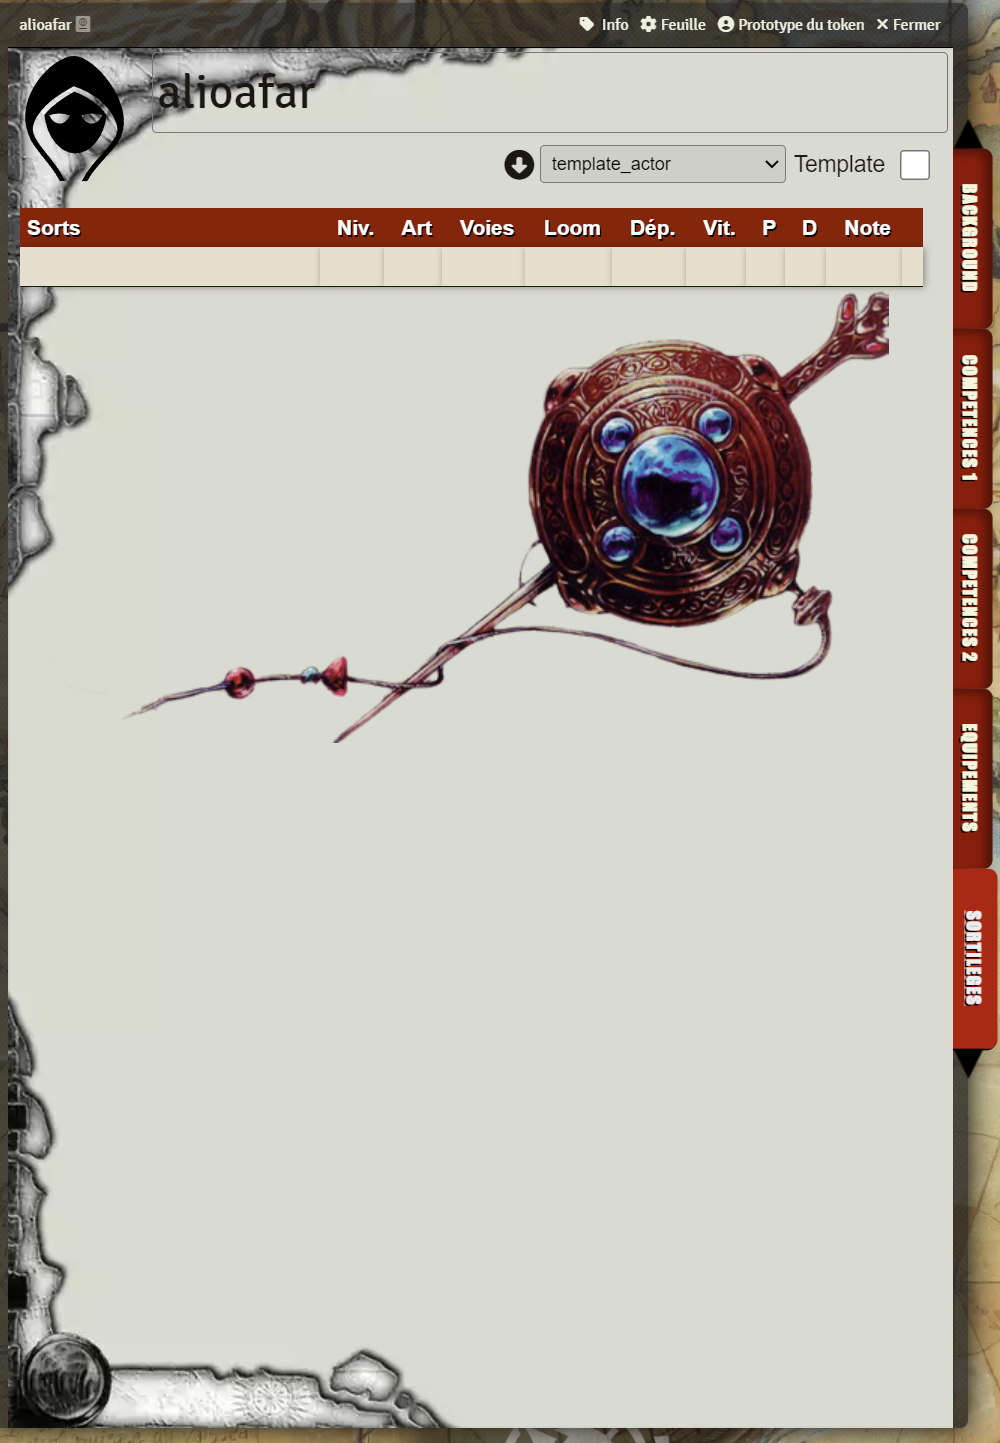 alioafar Info Feuille Prototype du token Fermer
alioafar
template_actor Template
Sorts Niv. Art Voies Loom Dép. Vit. P D Note
BACKGROUND
COMPETENCES 1
COMPETENCES 2
EQUIPEMENTS
SORTILEGES